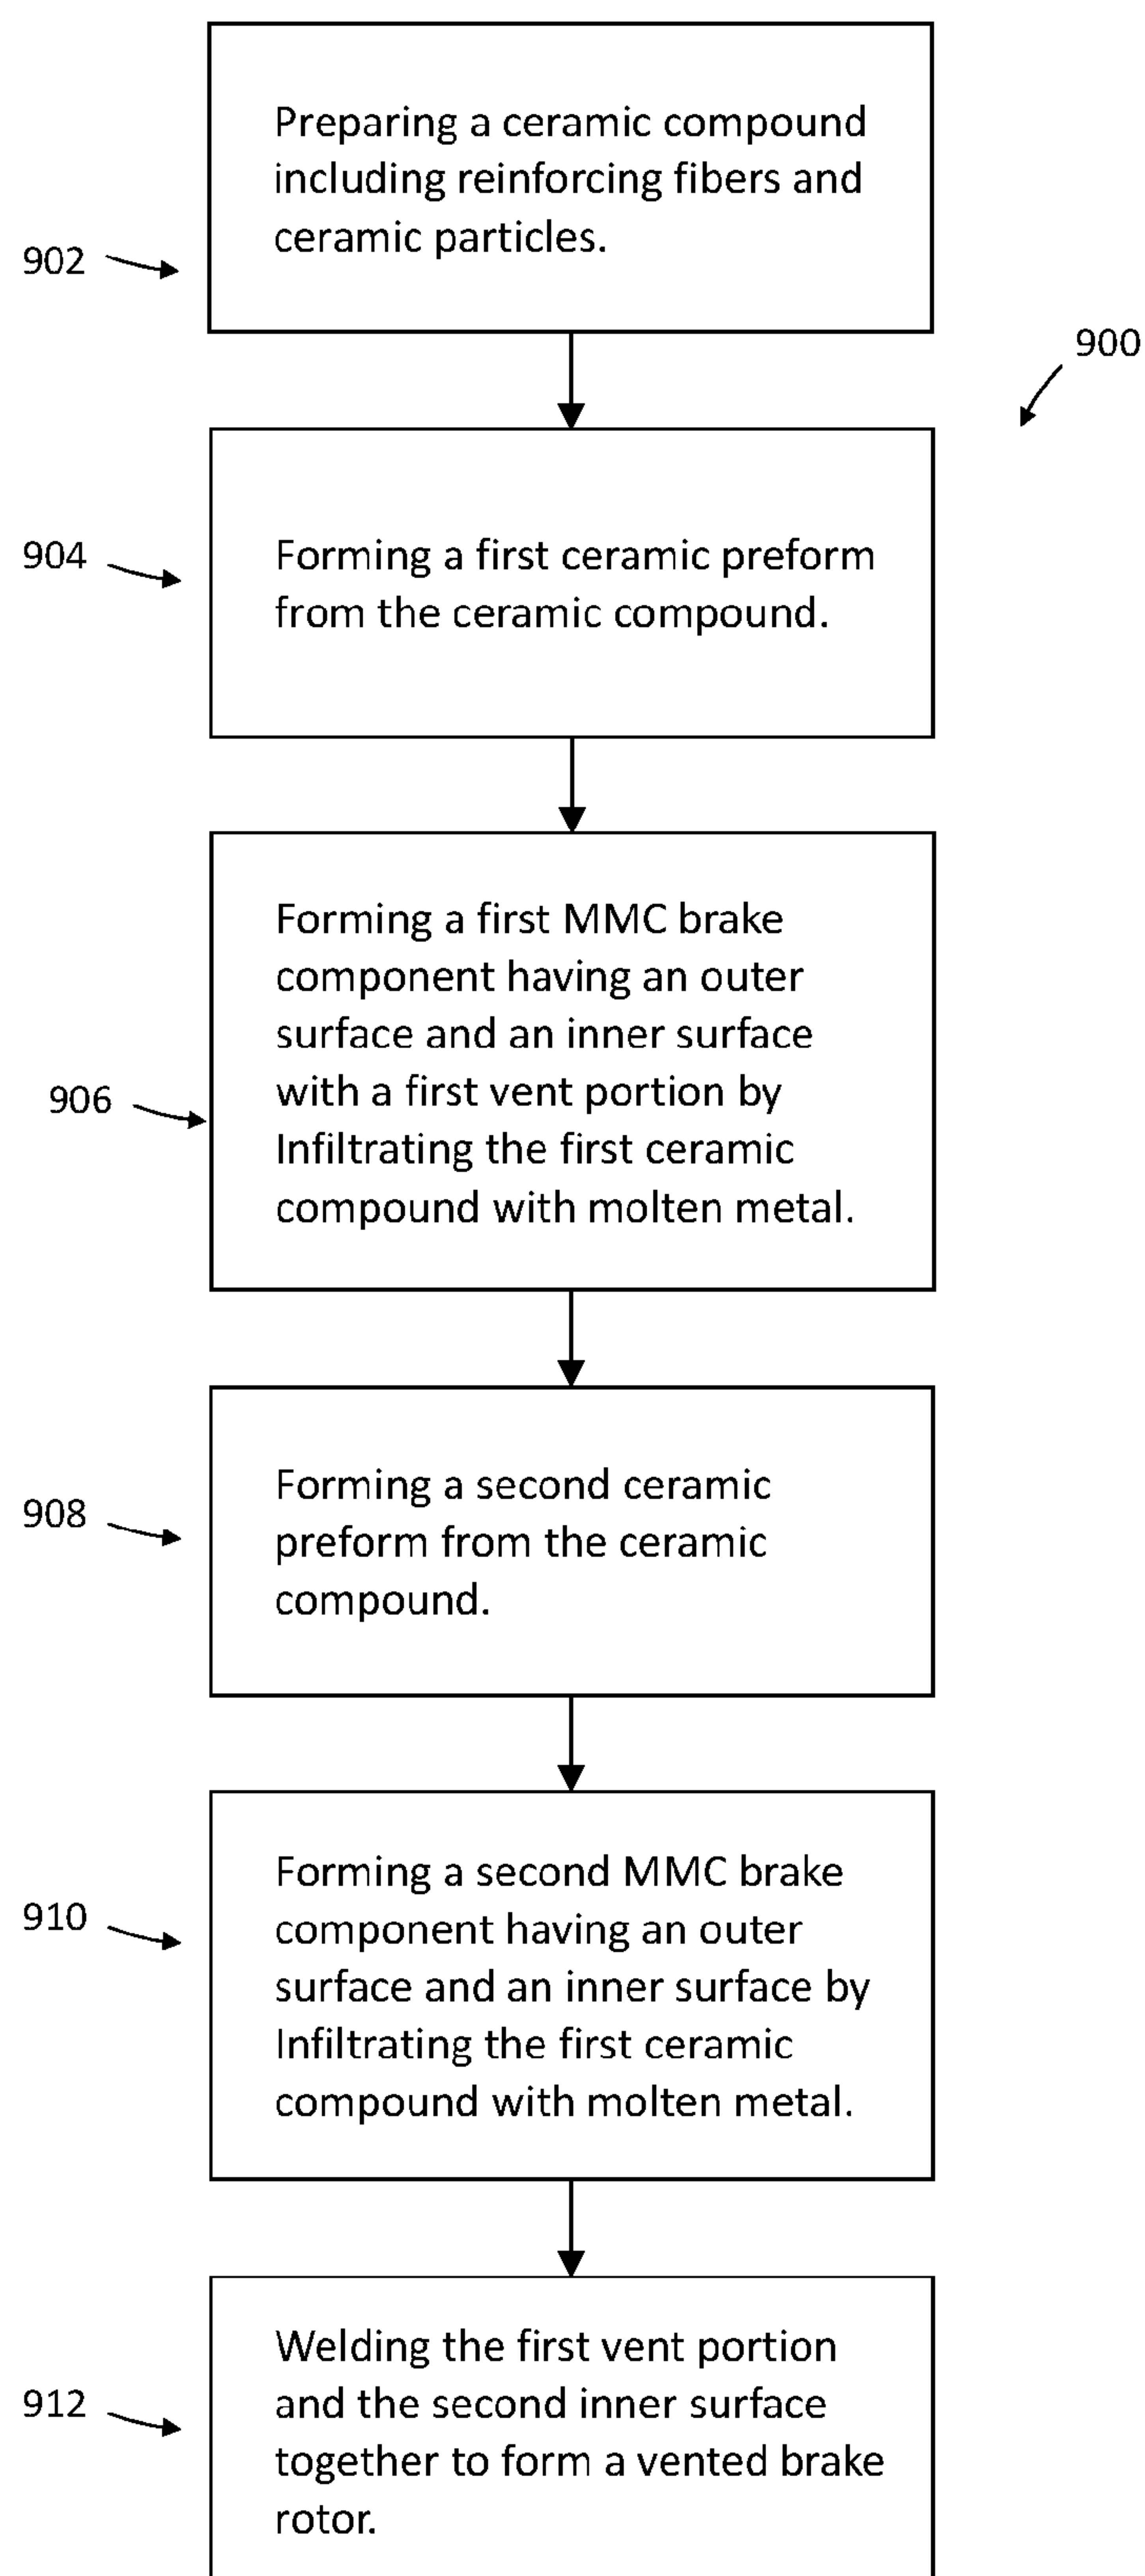 Preparing a ceramic compound
including reinforcing fibers and
ceramic particles.
902
900
904
Forming a first ceramic preform
from the ceramic compound.
Forming a first MMC brake
component having an outer
surface and an inner surface
with a first vent portion by
Infiltrating the first ceramic
compound with molten metal.
906
Forming a second ceramic
preform from the ceramic
compound.
908
Forming a second MMC brake
component having an outer
surface and an inner surface by
Infiltrating the first ceramic
compound with molten metal.
910
Welding the first vent portion
and the second inner surface
together to form a vented brake
rotor.
912